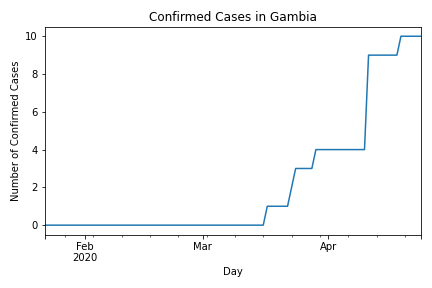 Confirmed Cases in Gambia
Number of Confirmed Cases
10
8
6
4
2
0
Feb
2020
Mar
Apr
Day